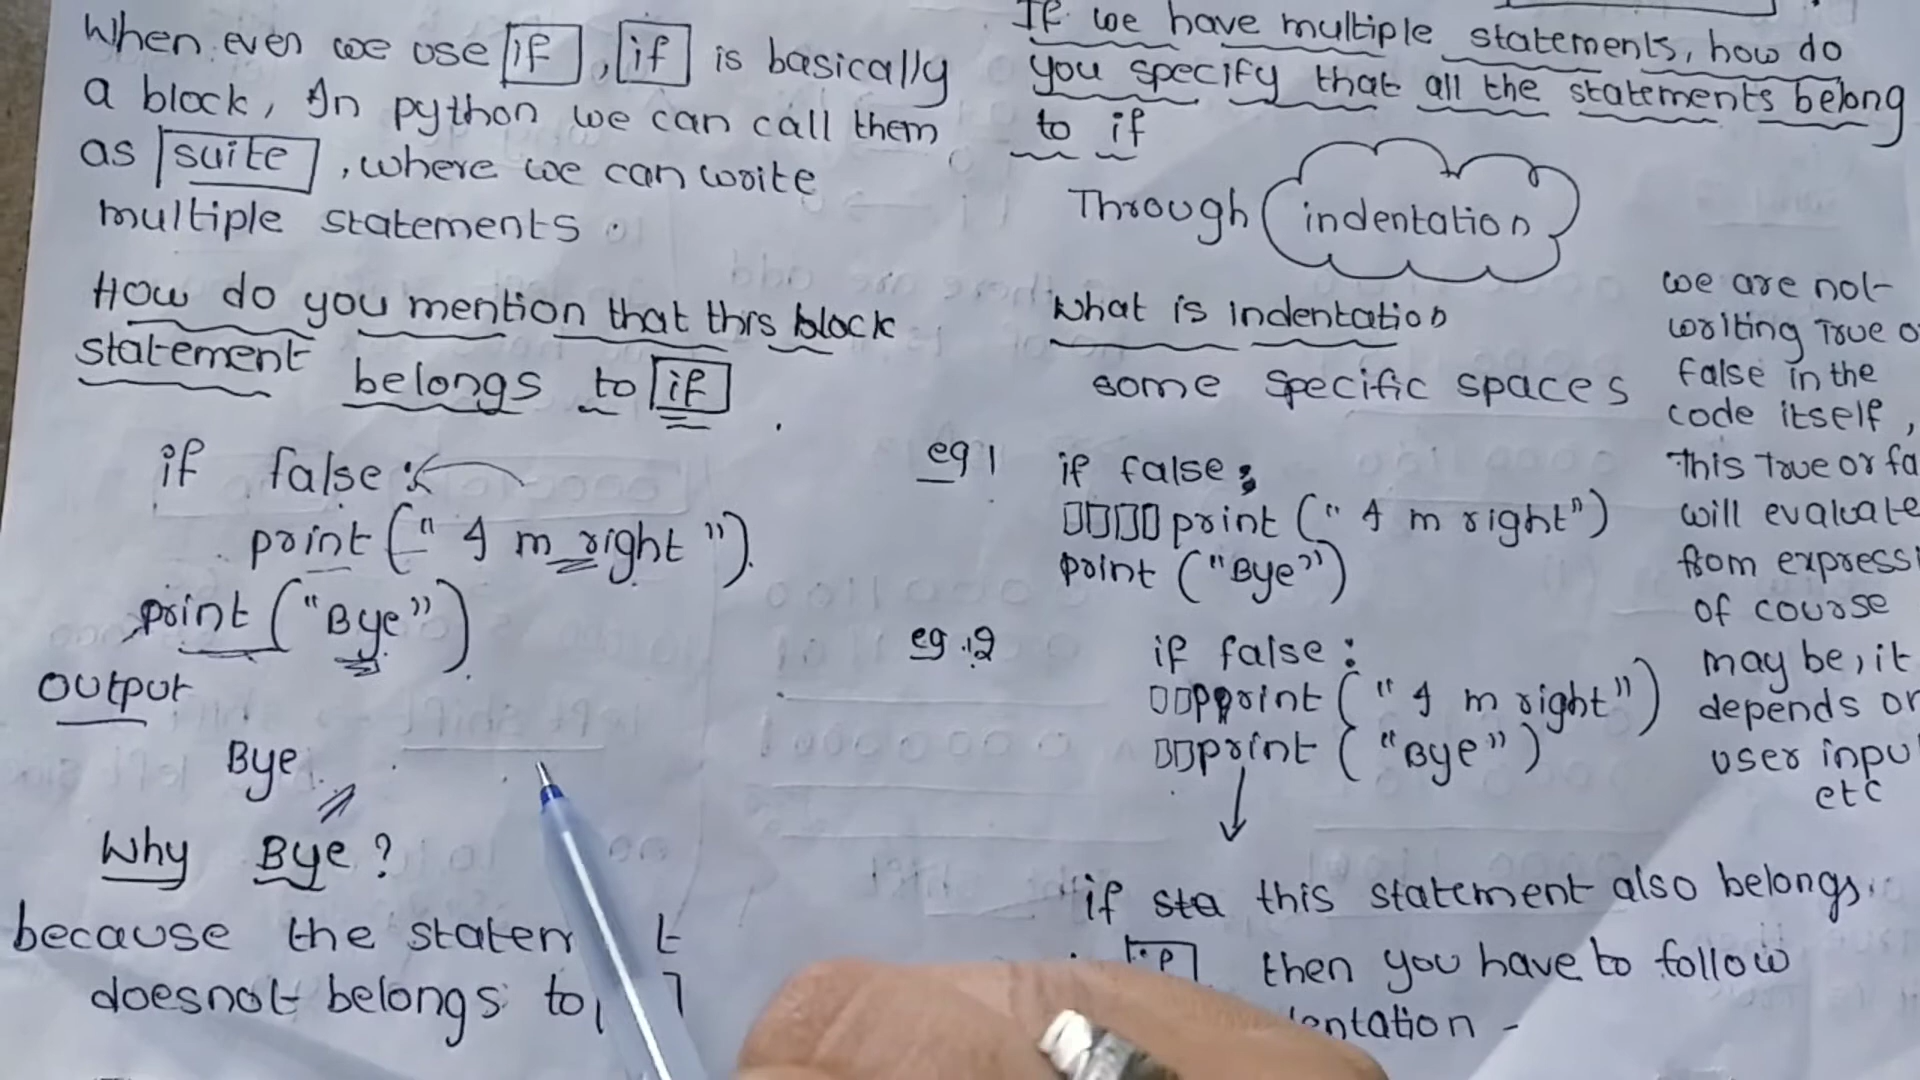 When even we use if, if is basically
a block, In python we can call them
as suite, where we can write
multiple statements.
How do you mention that this block
statement belongs to if
if false:
print("I m right")
print("Bye")
Output
Bye
Why Bye?
because the statem t
doesnot belongs to
If we have multiple statements, how do
you specify that all the statements belong
to if
Through indentation
What is indentation
some specific spaces
eg 1
if false:
print("I m right")
print("Bye")
eg.2
if false:
print("I m right")
print("Bye")
if this statement also belongs
then you have to follow
entation -
we are not
writing True o
false in the
code itself,
This True or fa
will evaluate
from express
of course
may be, it
depends on
user inpu
etc